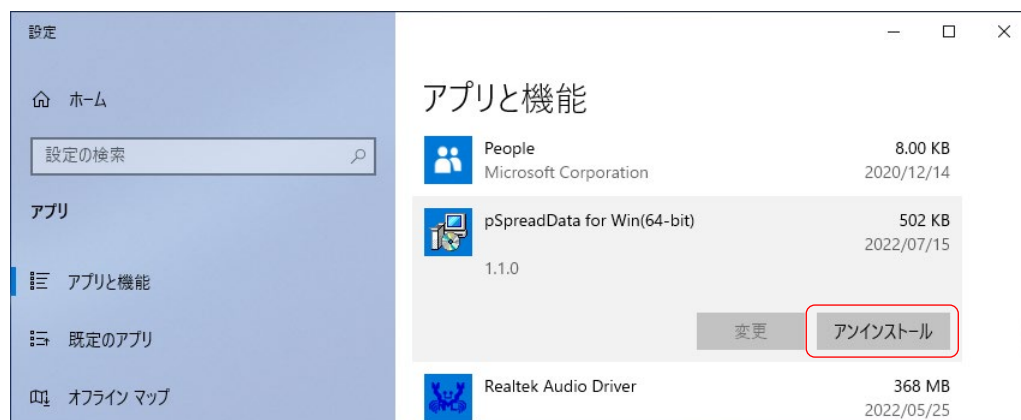 設定
ホーム
設定の検索
アプリ
アプリと機能
既定のアプリ
オフライン マップ
アプリと機能
People 8.00 KB
Microsoft Corporation 2020/12/14
pSpreadData for Win(64-bit) 502 KB
2022/07/15
1.1.0
変更 アンインストール
Realtek Audio Driver 368 MB
2022/05/25